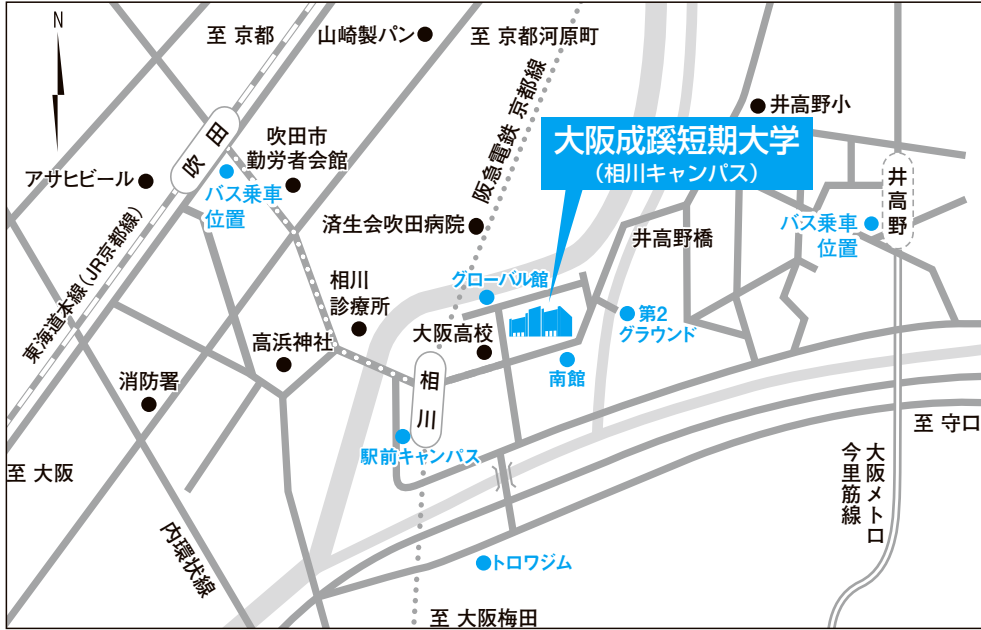 N
至 京都
山崎製パン
至 京都河原町
阪急電鉄 京都線
井高野小
大阪成蹊短期大学
(相川キャンパス)
吹田
吹田市
勤労者会館
アサヒビール
バス乗車
位置
済生会吹田病院
井高野橋
井高野
バス乗車
位置
東海道本線(JR京都線)
相川
診療所
グローバル館
第2
グラウンド
高浜神社
大阪高校
南館
消防署
相川
駅前キャンパス
至 守口
至 大阪
大阪メトロ
今里筋線
内環状線
トロワジム
至 大阪梅田